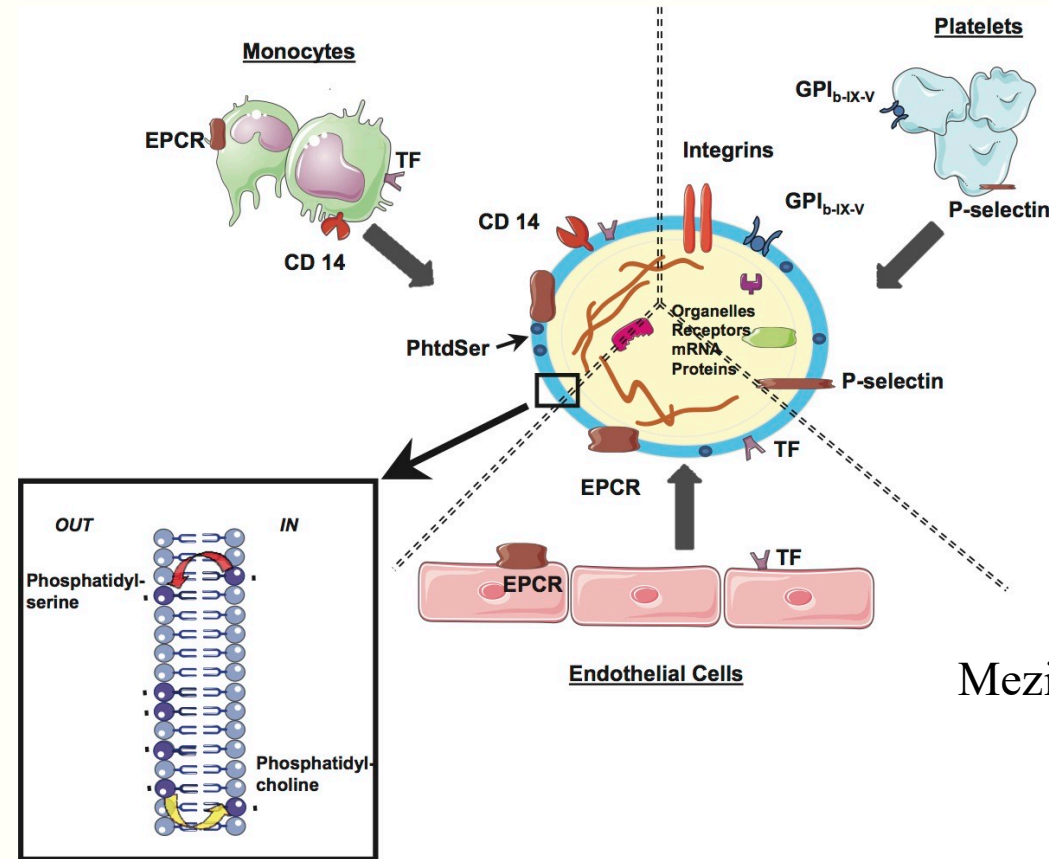 Monocytes
EPCR
TF
CD 14
Platelets
GPIb-IX-V
P-selectin
Integrins
GPIb-IX-V
CD 14
PhtdSer
Organelles
Receptors
mRNA
Proteins
P-selectin
TF
EPCR
EPCR
TF
Endothelial Cells
OUT
IN
Phosphatidyl-
serine
Phosphatidyl-
choline
Mezi